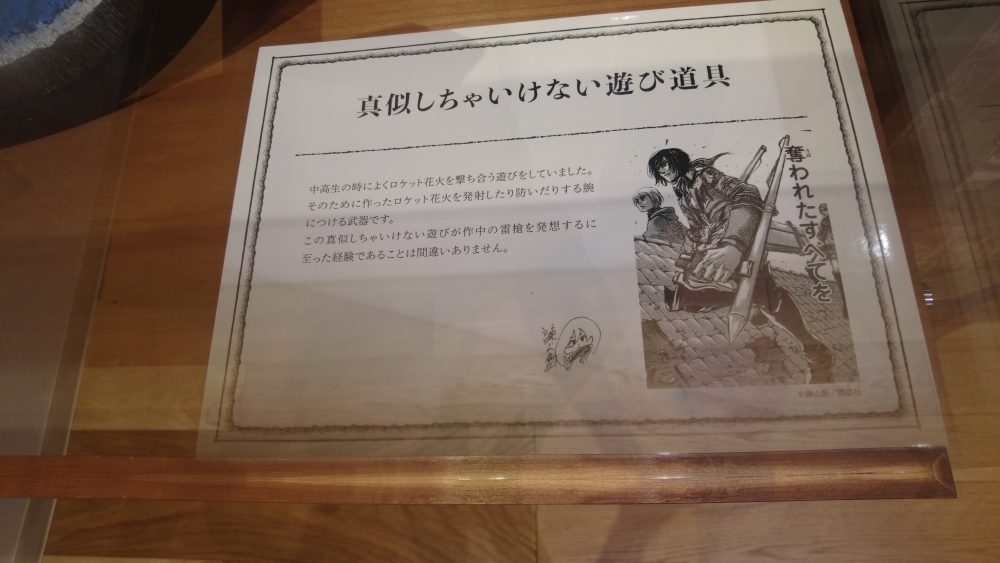 真似しちゃいけない遊び道具
中高生の時によくロケット花火を撃ち合う遊びをしていました。
そのために作ったロケット花火を発射したり防いだりする腕
につける武器です。
この真似しちゃいけない遊びが作中の雷槍を発想するに
至った経験であることは間違いありません。
奪われたすべてを
うば
諫山創
©諫山創／講談社